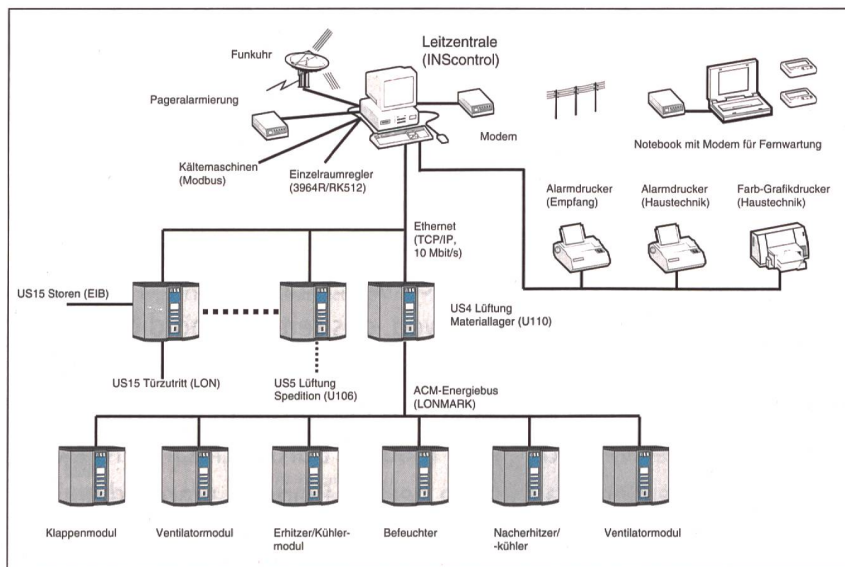 Leitzentrale
(INScontrol)
Funkuhr
Pageralarmierung
Modem
Notebook mit Modem für Fernwartung
Kältemaschinen
(Modbus)
Einzelraumregler
(3964R/RK512)
Alarmdrucker
(Empfang)
Alarmdrucker
(Haustechnik)
Farb-Grafikdrucker
(Haustechnik)
Ethernet
(TCP/IP,
10 Mbit/s)
US15 Storen (EIB)
US4 Lüftung
Materiallager (U110)
US15 Türzutritt (LON)
US5 Lüftung
Spedition (U106)
ACM-Energiebus
(LONMARK)
Klappenmodul
Ventilatormodul
Erhitzer/Kühler-
modul
Befeuchter
Nacherhitzer/
-kühler
Ventilatormodul